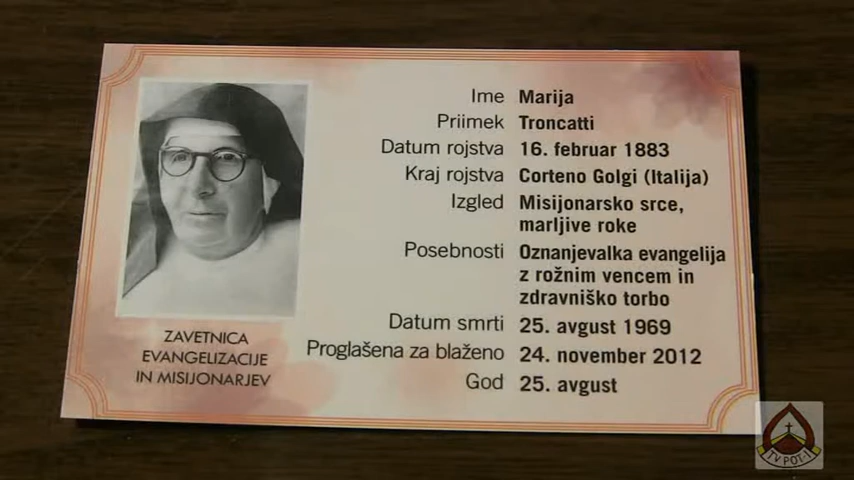 Ime Marija
Priimek Troncatti
Datum rojstva 16. februar 1883
Kraj rojstva Corteno Golgi (Italija)
Izgled Misijonarsko srce,
marljive roke
Posebnosti Oznanjevalka evangelija
z rožnim vencem in
zdravniško torbo
Datum smrti 25. avgust 1969
Proglašena za blaženo 24. november 2012
God 25. avgust
ZAVETNICA
EVANGELIZACIJE
IN MISIJONARJEV
TV POT-1